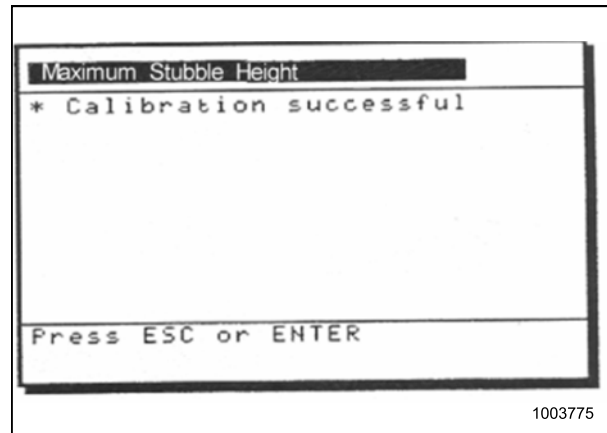 Maximum Stubble Height
* Calibration successful
Press ESC or ENTER
1003775